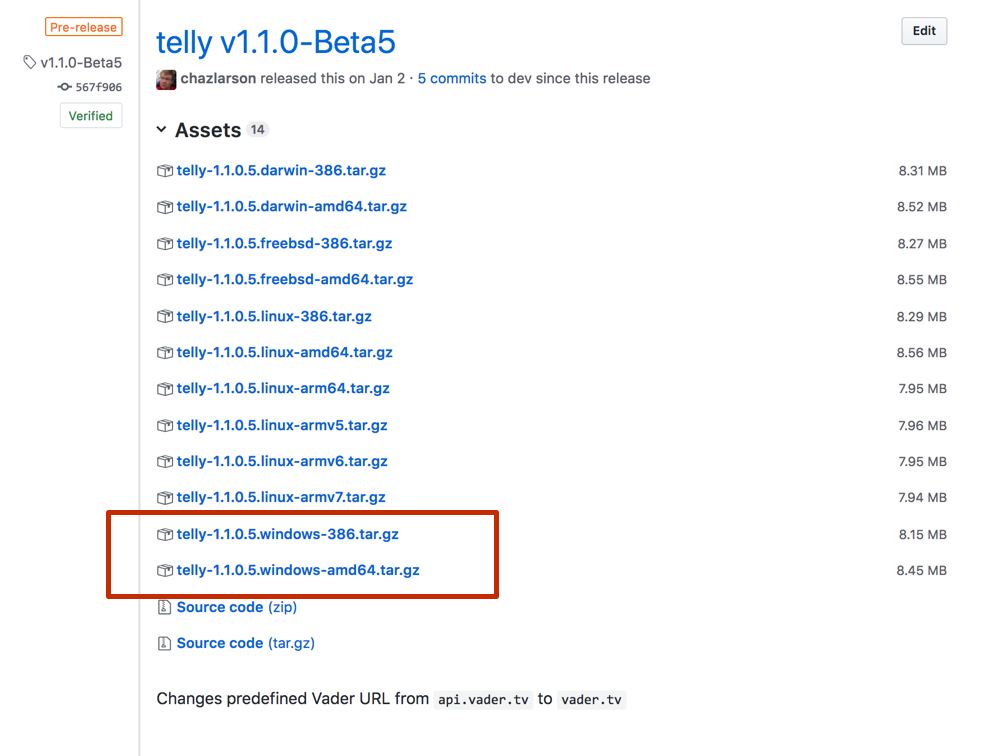 Pre-release
v1.1.0-Beta5
567f906
Verified
telly v1.1.0-Beta5
Edit
chazlarson released this on Jan 2 · 5 commits to dev since this release
Assets 14
telly-1.1.0.5.darwin-386.tar.gz 8.31 MB
telly-1.1.0.5.darwin-amd64.tar.gz 8.52 MB
telly-1.1.0.5.freebsd-386.tar.gz 8.27 MB
telly-1.1.0.5.freebsd-amd64.tar.gz 8.55 MB
telly-1.1.0.5.linux-386.tar.gz 8.29 MB
telly-1.1.0.5.linux-amd64.tar.gz 8.56 MB
telly-1.1.0.5.linux-arm64.tar.gz 7.95 MB
telly-1.1.0.5.linux-armv5.tar.gz 7.96 MB
telly-1.1.0.5.linux-armv6.tar.gz 7.95 MB
telly-1.1.0.5.linux-armv7.tar.gz 7.94 MB
telly-1.1.0.5.windows-386.tar.gz 8.15 MB
telly-1.1.0.5.windows-amd64.tar.gz 8.45 MB
Source code (zip)
Source code (tar.gz)
Changes predefined Vader URL from api.vader.tv to vader.tv